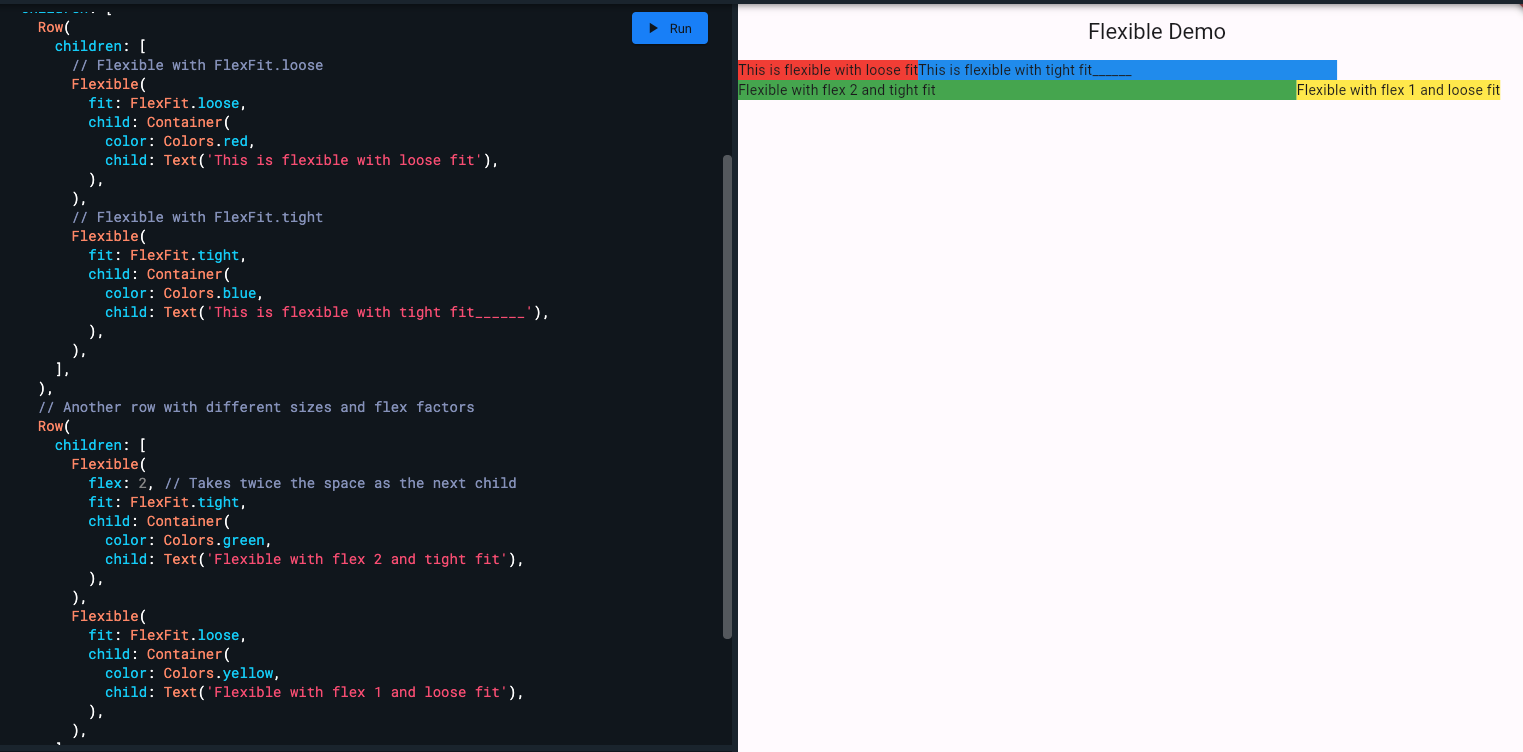 children: [
Row(
children: [
// Flexible with FlexFit.loose
Flexible(
fit: FlexFit.loose,
child: Container(
color: Colors.red,
child: Text('This is flexible with loose fit'),
),
),
// Flexible with FlexFit.tight
Flexible(
fit: FlexFit.tight,
child: Container(
color: Colors.blue,
child: Text('This is flexible with tight fit______'),
),
),
],
),
// Another row with different sizes and flex factors
Row(
children: [
Flexible(
flex: 2, // Takes twice the space as the next child
fit: FlexFit.tight,
child: Container(
color: Colors.green,
child: Text('Flexible with flex 2 and tight fit'),
),
),
Flexible(
fit: FlexFit.loose,
child: Container(
color: Colors.yellow,
child: Text('Flexible with flex 1 and loose fit'),
),
),
Run
Flexible Demo
This is flexible with loose fitThis is flexible with tight fit______
Flexible with flex 2 and tight fit Flexible with flex 1 and loose fit